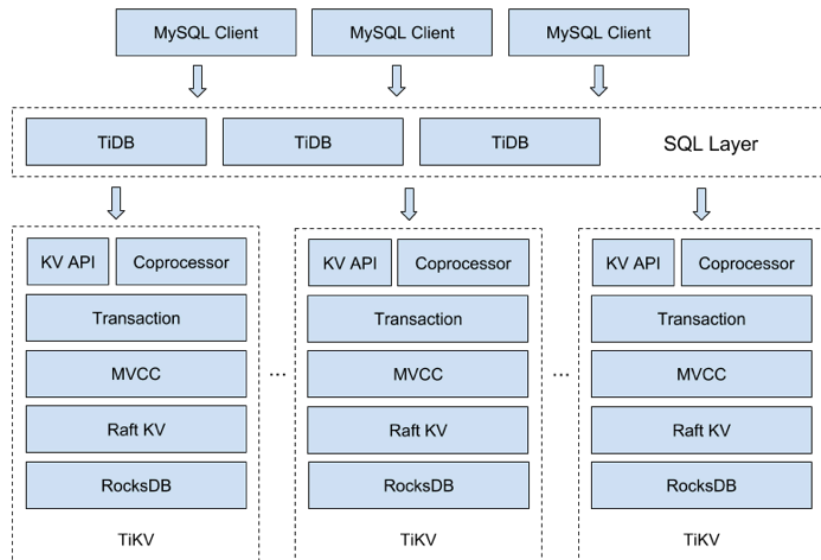 MySQL Client MySQL Client MySQL Client
TiDB TiDB TiDB SQL Layer
KV API Coprocessor KV API Coprocessor KV API Coprocessor
Transaction Transaction Transaction
MVCC ... MVCC ... MVCC
Raft KV Raft KV Raft KV
RocksDB RocksDB RocksDB
TiKV TiKV TiKV